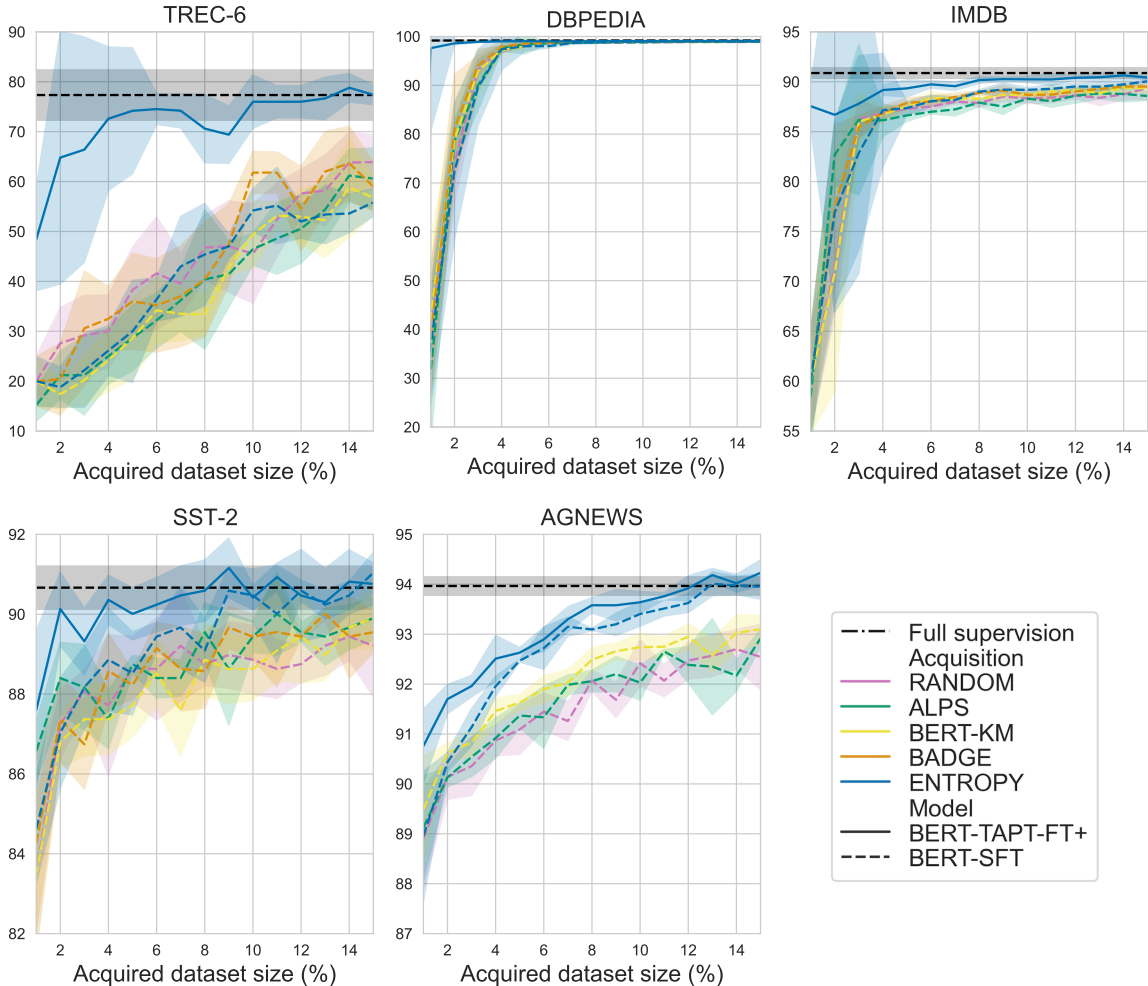 TREC-6
90
80
70
60
50
40
30
20
10
2 4 6 8 10 12 14
Acquired dataset size (%)
DBPEDIA
100
90
80
70
60
50
40
30
20
2 4 6 8 10 12 14
Acquired dataset size (%)
IMDB
95
90
85
80
75
70
65
60
55
2 4 6 8 10 12 14
Acquired dataset size (%)
SST-2
92
90
88
86
84
82
2 4 6 8 10 12 14
Acquired dataset size (%)
AGNEWS
95
94
93
92
91
90
89
88
87
2 4 6 8 10 12 14
Acquired dataset size (%)
Full supervision
Acquisition
RANDOM
ALPS
BERT-KM
BADGE
ENTROPY
Model
BERT-TAPT-FT+
BERT-SFT